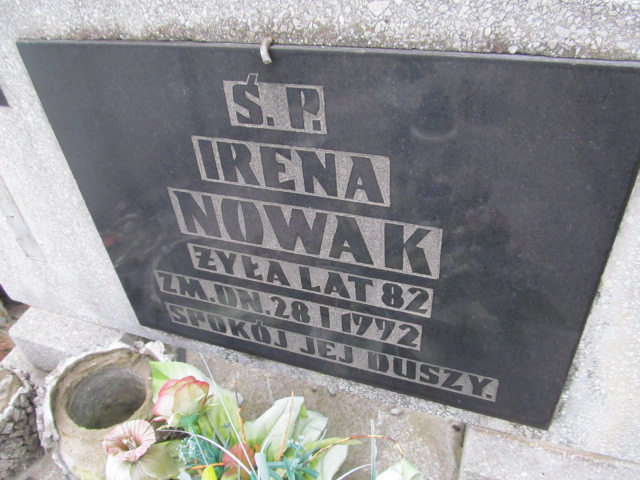 Ś. P.
IRENA
NOWAK
ŻYŁA LAT 82
ZM. DN. 28 I 1992
SPOKÓJ JEJ DUSZY.